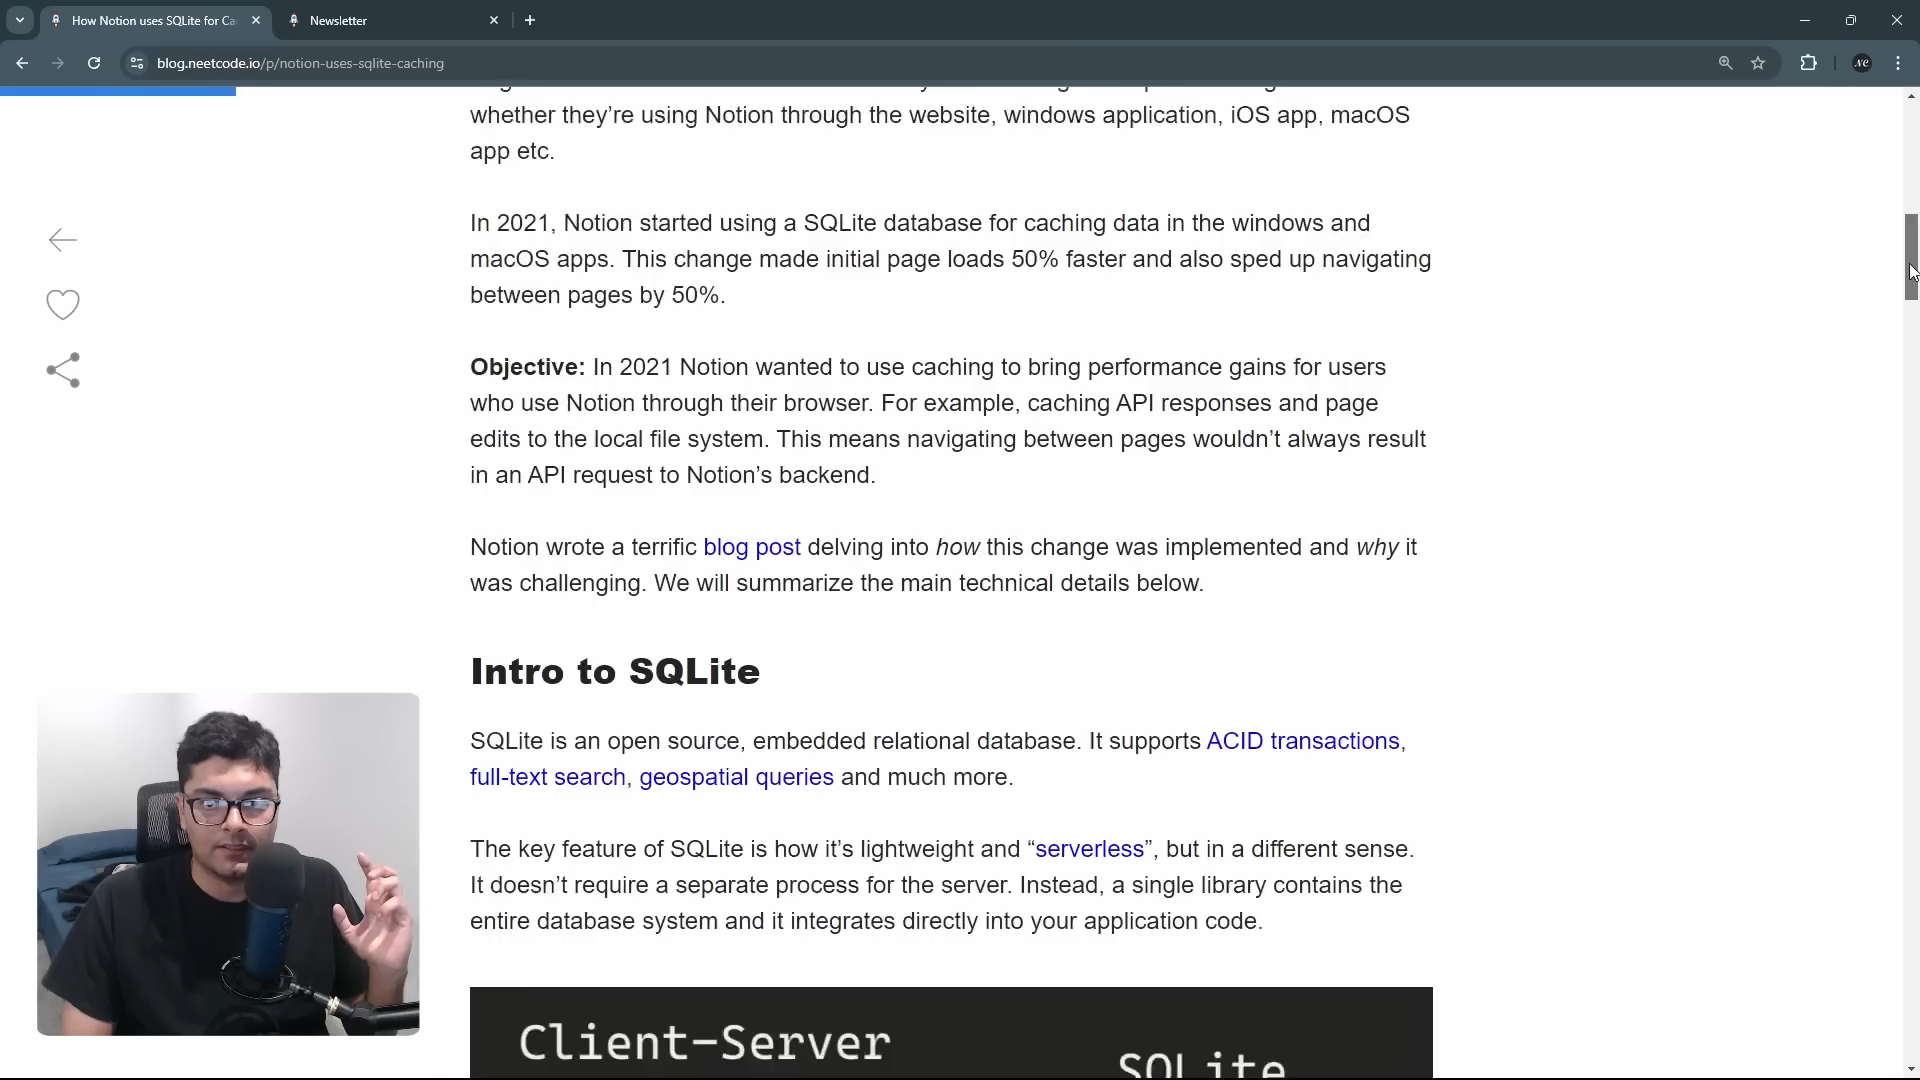 How Notion uses SQLite for Ca
Newsletter
blog.neetcode.io/p/notion-uses-sqlite-caching
whether they’re using Notion through the website, windows application, iOS app, macOS
app etc.
In 2021, Notion started using a SQLite database for caching data in the windows and
macOS apps. This change made initial page loads 50% faster and also sped up navigating
between pages by 50%.
Objective: In 2021 Notion wanted to use caching to bring performance gains for users
who use Notion through their browser. For example, caching API responses and page
edits to the local file system. This means navigating between pages wouldn’t always result
in an API request to Notion’s backend.
Notion wrote a terrific blog post delving into how this change was implemented and why it
was challenging. We will summarize the main technical details below.
Intro to SQLite
SQLite is an open source, embedded relational database. It supports ACID transactions,
full-text search, geospatial queries and much more.
The key feature of SQLite is how it’s lightweight and “serverless”, but in a different sense.
It doesn’t require a separate process for the server. Instead, a single library contains the
entire database system and it integrates directly into your application code.
Client-Server
SQLite